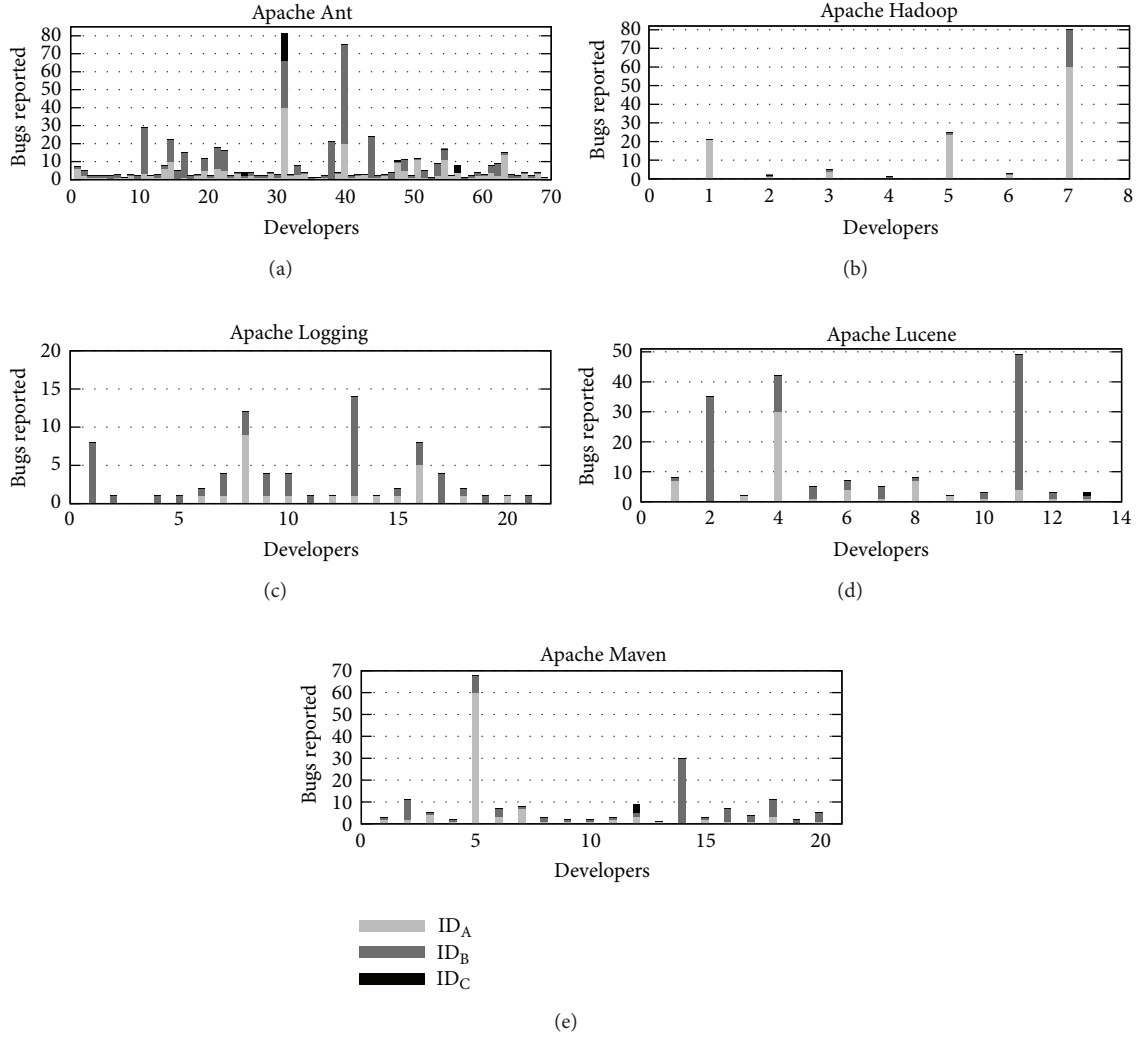 Apache Ant
Bugs reported
80
70
60
50
40
30
20
10
0
0 10 20 30 40 50 60 70
Developers
(a)
Apache Hadoop
Bugs reported
80
70
60
50
40
30
20
10
0
0 1 2 3 4 5 6 7 8
Developers
(b)
Apache Logging
Bugs reported
20
15
10
5
0
0 5 10 15 20
Developers
(c)
Apache Lucene
Bugs reported
50
40
30
20
10
0
0 2 4 6 8 10 12 14
Developers
(d)
Apache Maven
Bugs reported
70
60
50
40
30
20
10
0
0 5 10 15 20
Developers
ID_A
ID_B
ID_C
(e)